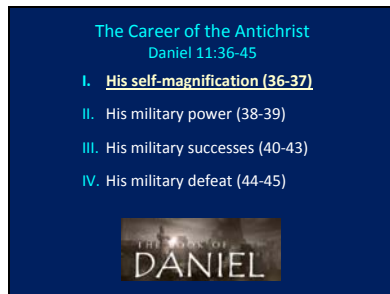 The Career of the Antichrist
Daniel 11:36-45
I. His self-magnification (36-37)
II. His military power (38-39)
III. His military successes (40-43)
IV. His military defeat (44-45)
THE BOOK OF
DANIEL